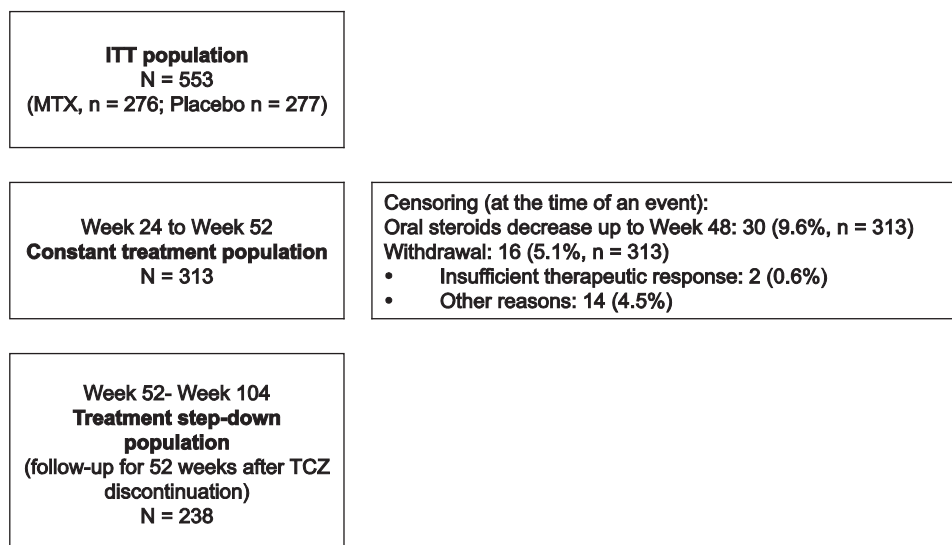 ITT population
N = 553
(MTX, n = 276; Placebo n = 277)
Week 24 to Week 52
Constant treatment population
N = 313
Censoring (at the time of an event):
Oral steroids decrease up to Week 48: 30 (9.6%, n = 313)
Withdrawal: 16 (5.1%, n = 313)
• Insufficient therapeutic response: 2 (0.6%)
• Other reasons: 14 (4.5%)
Week 52- Week 104
Treatment step-down
population
(follow-up for 52 weeks after TCZ
discontinuation)
N = 238